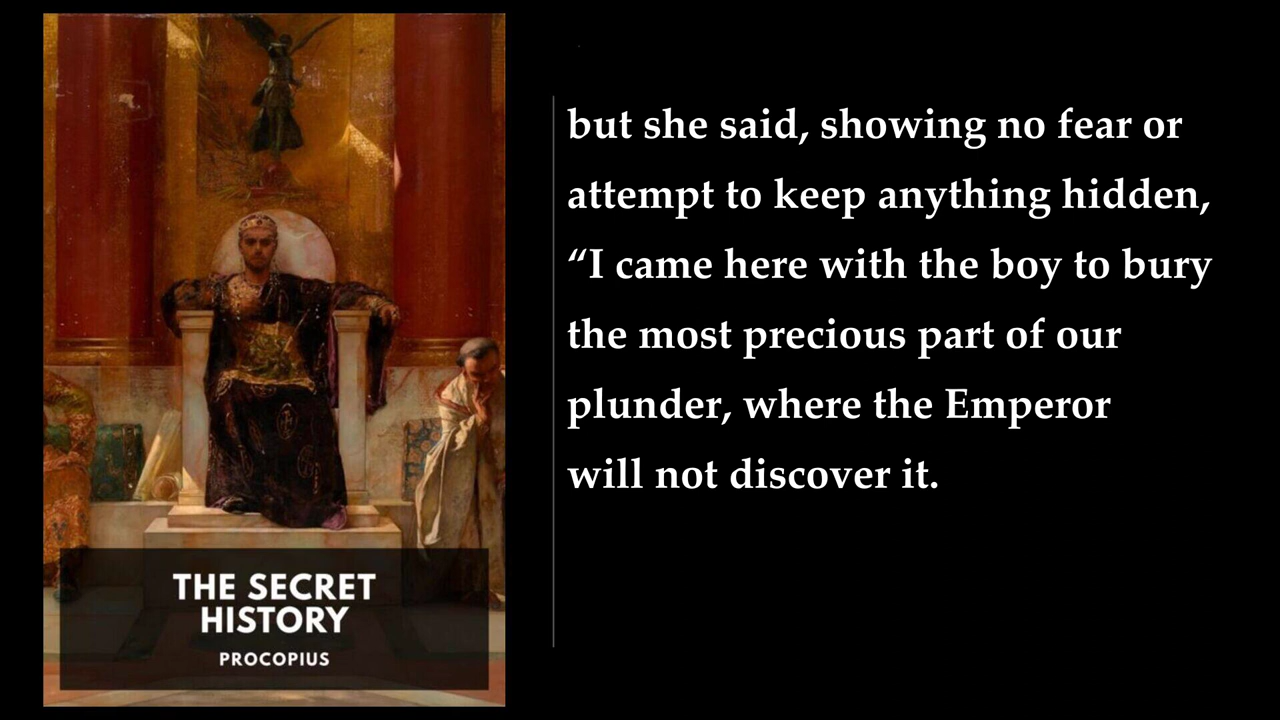 THE SECRET
HISTORY
PROCOPIUS
but she said, showing no fear or
attempt to keep anything hidden,
“I came here with the boy to bury
the most precious part of our
plunder, where the Emperor
will not discover it.